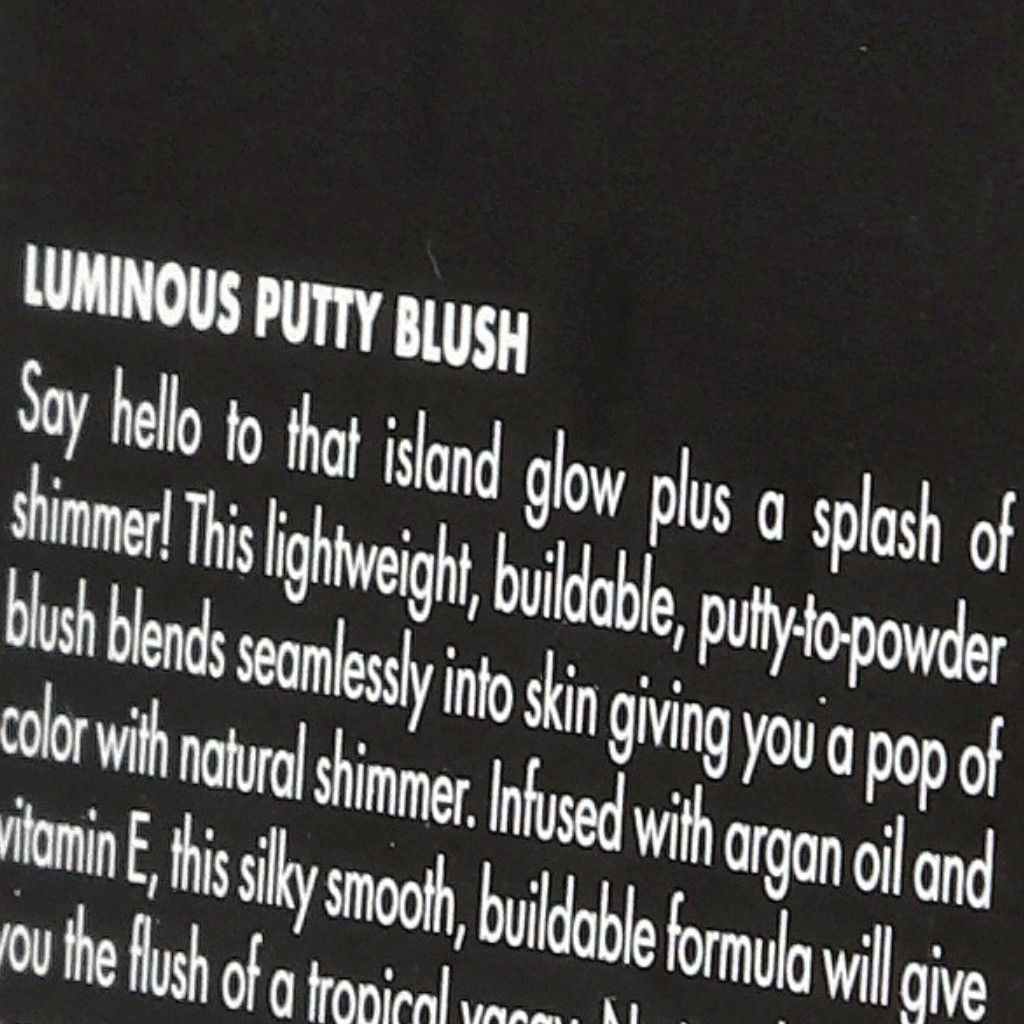 LUMINOUS PUTTY BLUSH
Say hello to that island glow plus a splash of
shimmer! This lightweight, buildable, putty-to-powder
blush blends seamlessly into skin giving you a pop of
color with natural shimmer. Infused with argan oil and
vitamin E, this silky smooth, buildable formula will give
you the flush of a tropical vacay.